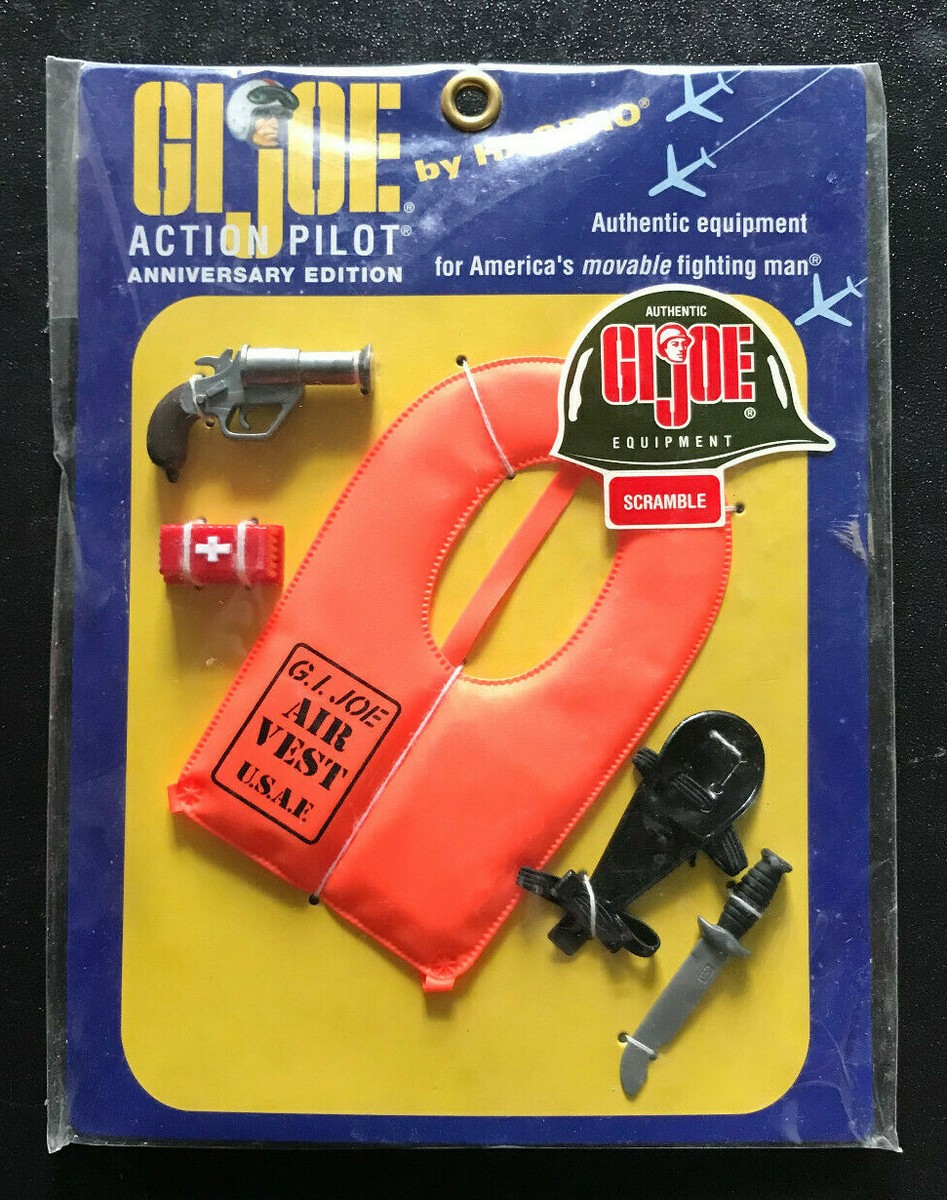 GI JOE®
by
ACTION PILOT®
ANNIVERSARY EDITION
Authentic equipment
for America's movable fighting man®
AUTHENTIC
GI JOE®
EQUIPMENT
SCRAMBLE
G.I. JOE
AIR
VEST
U.S.A.F.